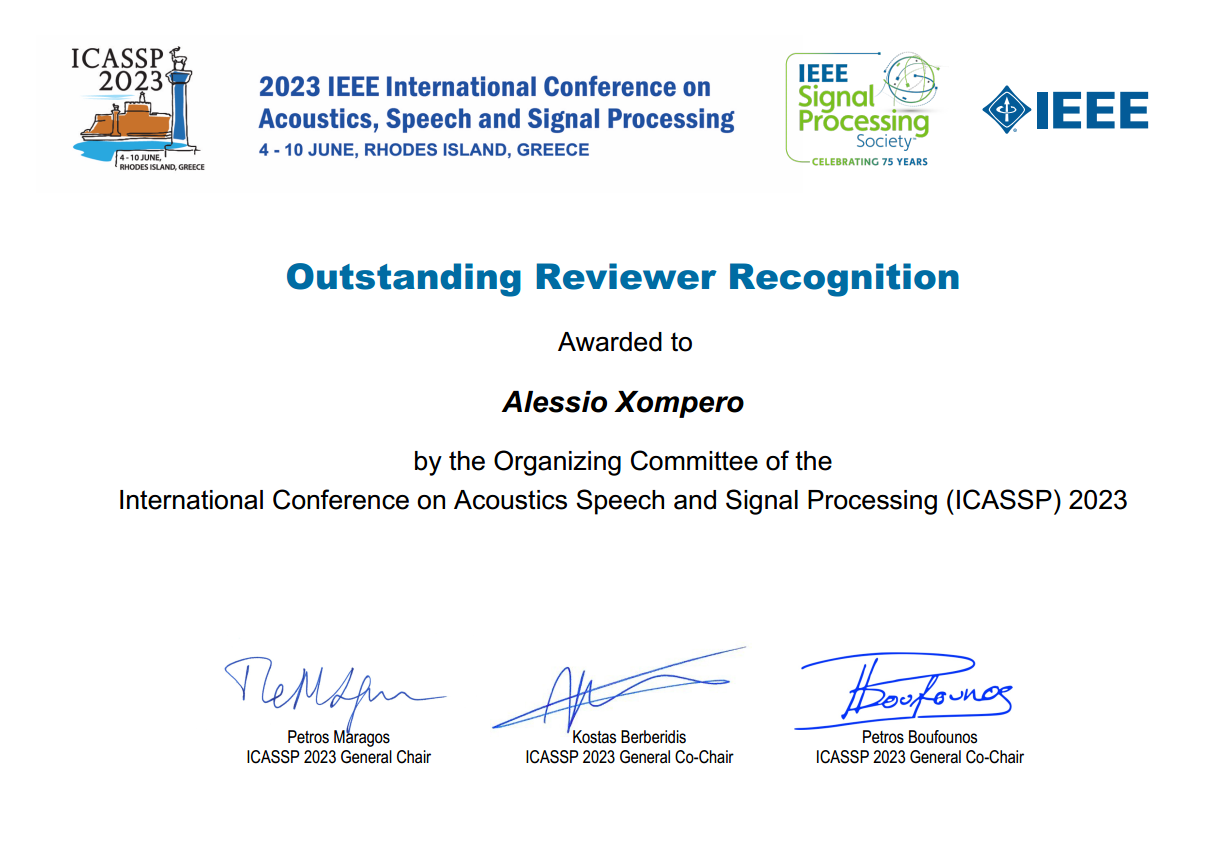 ICASSP
2023
4 - 10 JUNE,
RHODES ISLAND, GREECE
2023 IEEE International Conference on
Acoustics, Speech and Signal Processing
4 - 10 JUNE, RHODES ISLAND, GREECE
IEEE
Signal
Processing
Society™
CELEBRATING 75 YEARS
IEEE
Outstanding Reviewer Recognition
Awarded to
Alessio Xompero
by the Organizing Committee of the
International Conference on Acoustics Speech and Signal Processing (ICASSP) 2023
Boufounos
Petros Maragos
ICASSP 2023 General Chair
Kostas Berberidis
ICASSP 2023 General Co-Chair
Petros Boufounos
ICASSP 2023 General Co-Chair